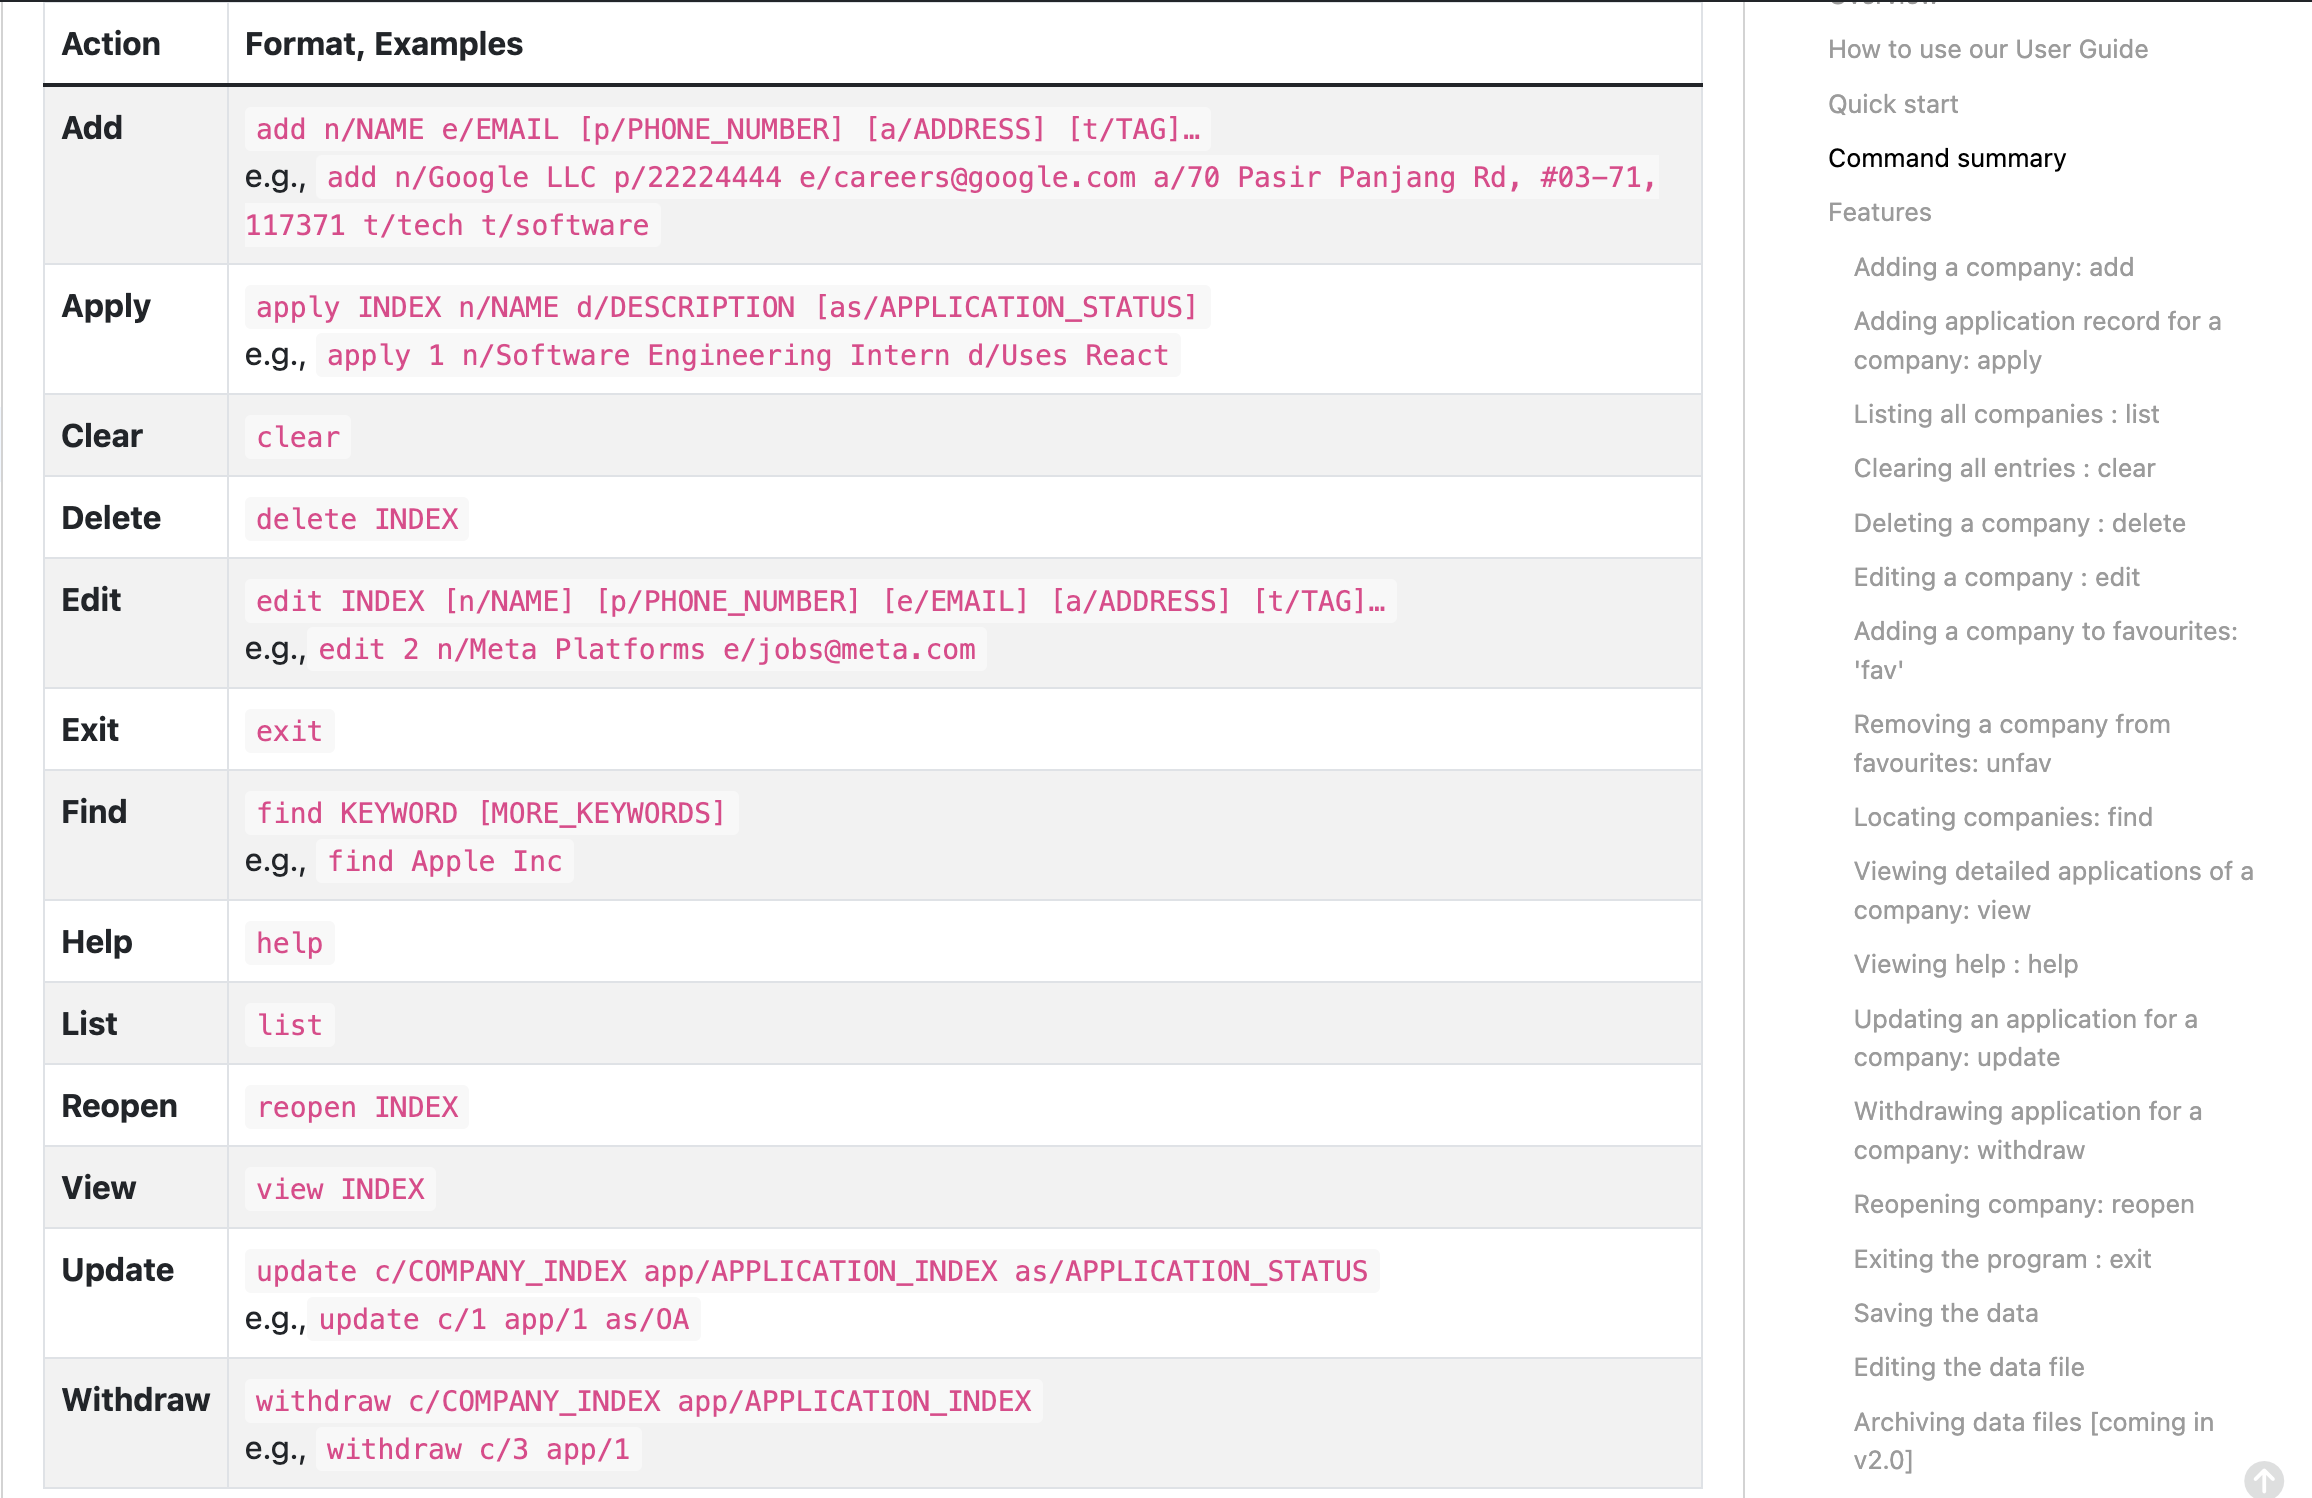 Action
Format, Examples
Add
add n/NAME e/EMAIL [p/PHONE_NUMBER] [a/ADDRESS] [t/TAG]…
e.g., add n/Google LLC p/22224444 e/careers@google.com a/70 Pasir Panjang Rd, #03-71,
117371 t/tech t/software
Apply
apply INDEX n/NAME d/DESCRIPTION [as/APPLICATION_STATUS]
e.g., apply 1 n/Software Engineering Intern d/Uses React
Clear
clear
Delete
delete INDEX
Edit
edit INDEX [n/NAME] [p/PHONE_NUMBER] [e/EMAIL] [a/ADDRESS] [t/TAG]…
e.g., edit 2 n/Meta Platforms e/jobs@meta.com
Exit
exit
Find
find KEYWORD [MORE_KEYWORDS]
e.g., find Apple Inc
Help
help
List
list
Reopen
reopen INDEX
View
view INDEX
Update
update c/COMPANY_INDEX app/APPLICATION_INDEX as/APPLICATION_STATUS
e.g., update c/1 app/1 as/OA
Withdraw
withdraw c/COMPANY_INDEX app/APPLICATION_INDEX
e.g., withdraw c/3 app/1
How to use our User Guide
Quick start
Command summary
Features
Adding a company: add
Adding application record for a
company: apply
Listing all companies : list
Clearing all entries : clear
Deleting a company : delete
Editing a company : edit
Adding a company to favourites:
'fav'
Removing a company from
favourites: unfav
Locating companies: find
Viewing detailed applications of a
company: view
Viewing help : help
Updating an application for a
company: update
Withdrawing application for a
company: withdraw
Reopening company: reopen
Exiting the program : exit
Saving the data
Editing the data file
Archiving data files [coming in
v2.0]